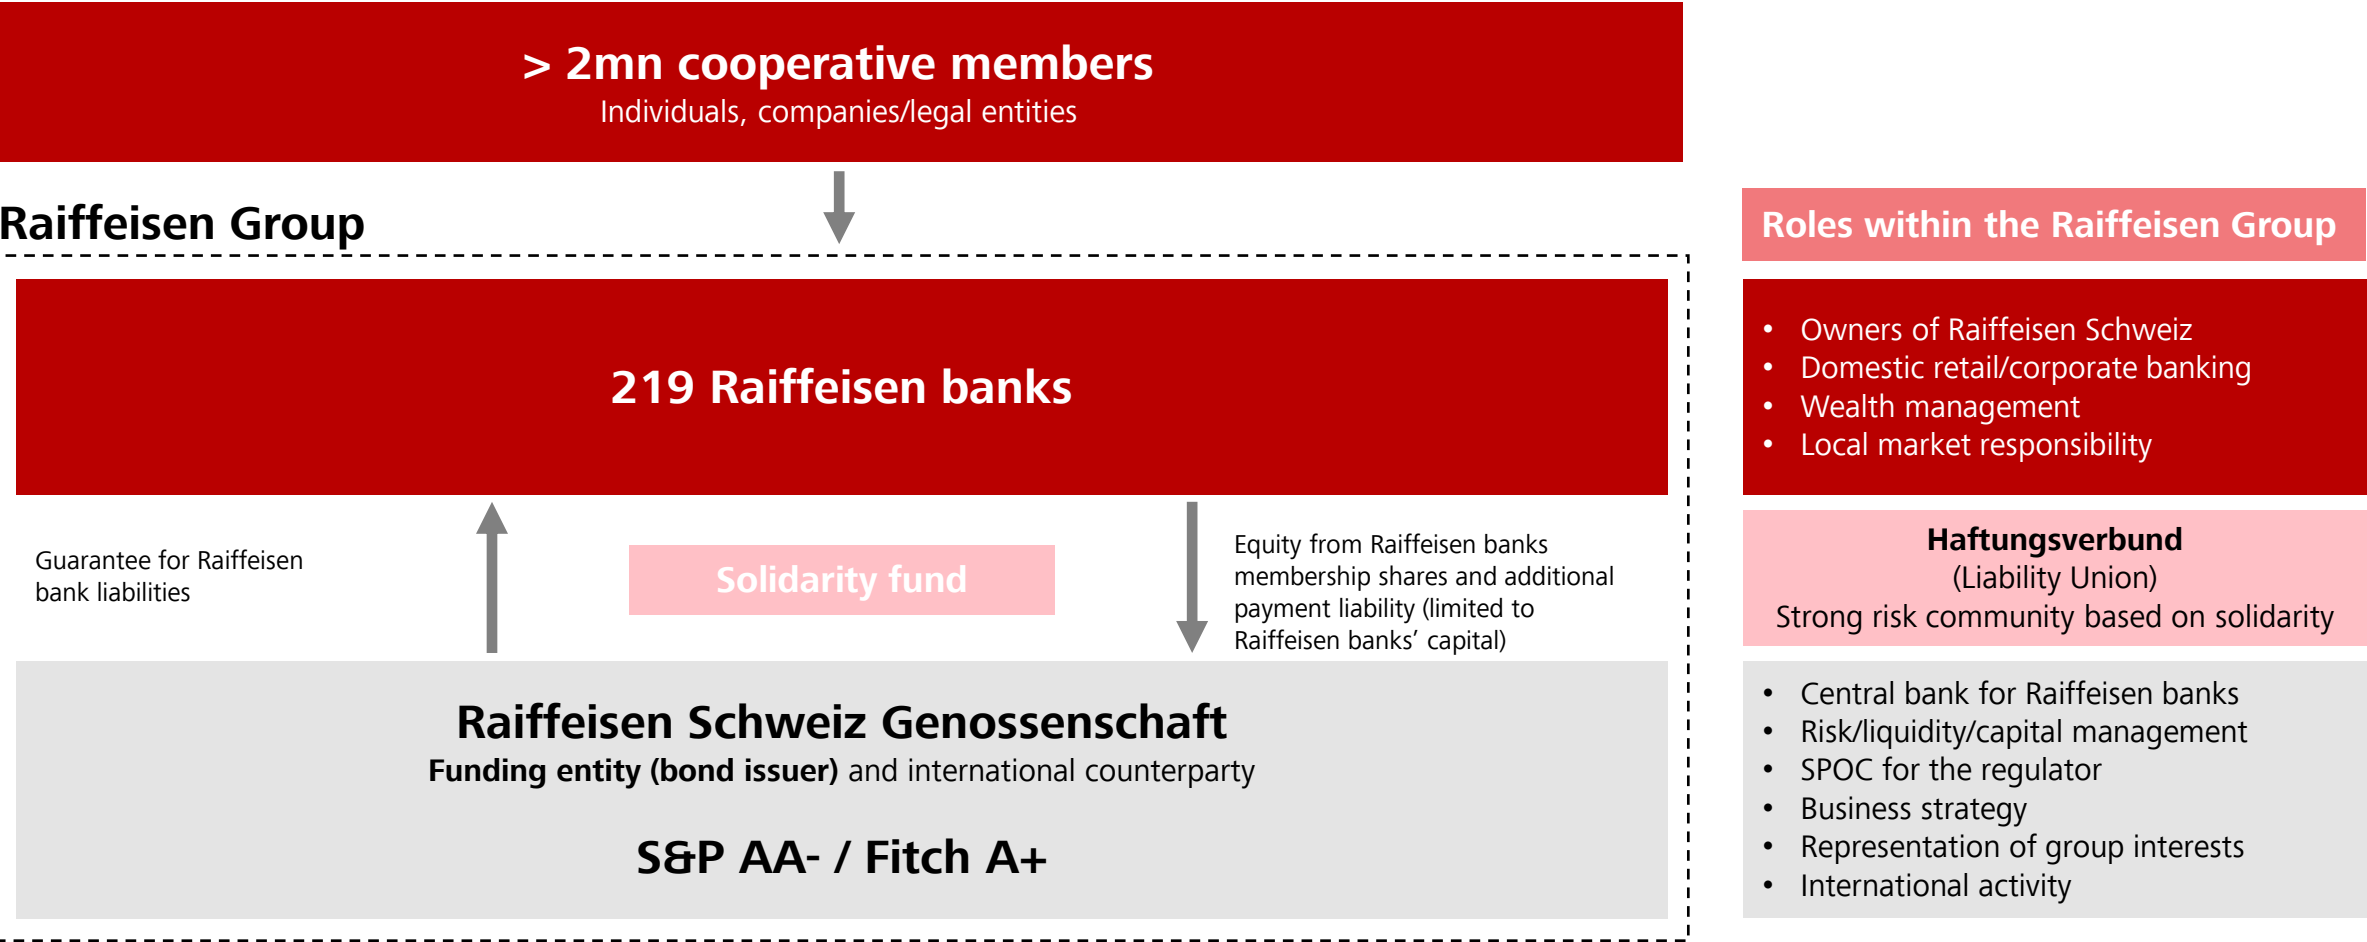 > 2mn cooperative members
Individuals, companies/legal entities
Raiffeisen Group
219 Raiffeisen banks
Guarantee for Raiffeisen
bank liabilities
Solidarity fund
Equity from Raiffeisen banks
membership shares and additional
payment liability (limited to
Raiffeisen banks’ capital)
Raiffeisen Schweiz Genossenschaft
Funding entity (bond issuer) and international counterparty
S&P AA- / Fitch A+
Roles within the Raiffeisen Group
• Owners of Raiffeisen Schweiz
• Domestic retail/corporate banking
• Wealth management
• Local market responsibility
Haftungsverbund
(Liability Union)
Strong risk community based on solidarity
• Central bank for Raiffeisen banks
• Risk/liquidity/capital management
• SPOC for the regulator
• Business strategy
• Representation of group interests
• International activity